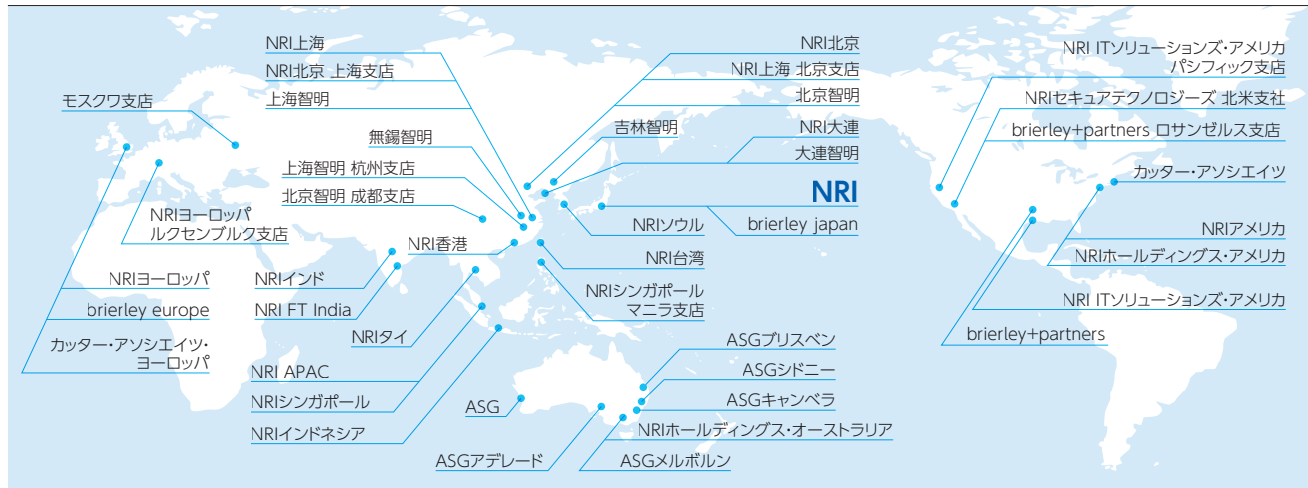 NRI上海
NRI北京 上海支店
上海智明
モスクワ支店
無錫智明
上海智明 杭州支店
北京智明 成都支店
NRIヨーロッパ
ルクセンブルク支店
NRI香港
NRIヨーロッパ
brierley europe
カッター・アソシエイツ・
ヨーロッパ
NRIインド
NRI FT India
NRIタイ
NRI APAC
NRIシンガポール
NRIインドネシア
NRI北京
NRI上海 北京支店
北京智明
吉林智明
NRI大連
大連智明
NRI
brierley japan
NRIソウル
NRI台湾
NRIシンガポール
マニラ支店
ASG
ASGアデレード
ASGブリスベン
ASGシドニー
ASGキャンベラ
NRIホールディングス・オーストラリア
ASGメルボルン
NRI ITソリューションズ・アメリカ
パシフィック支店
NRIセキュアテクノロジーズ 北米支社
brierley+partners ロサンゼルス支店
カッター・アソシエイツ
NRIアメリカ
NRIホールディングス・アメリカ
NRI ITソリューションズ・アメリカ
brierley+partners